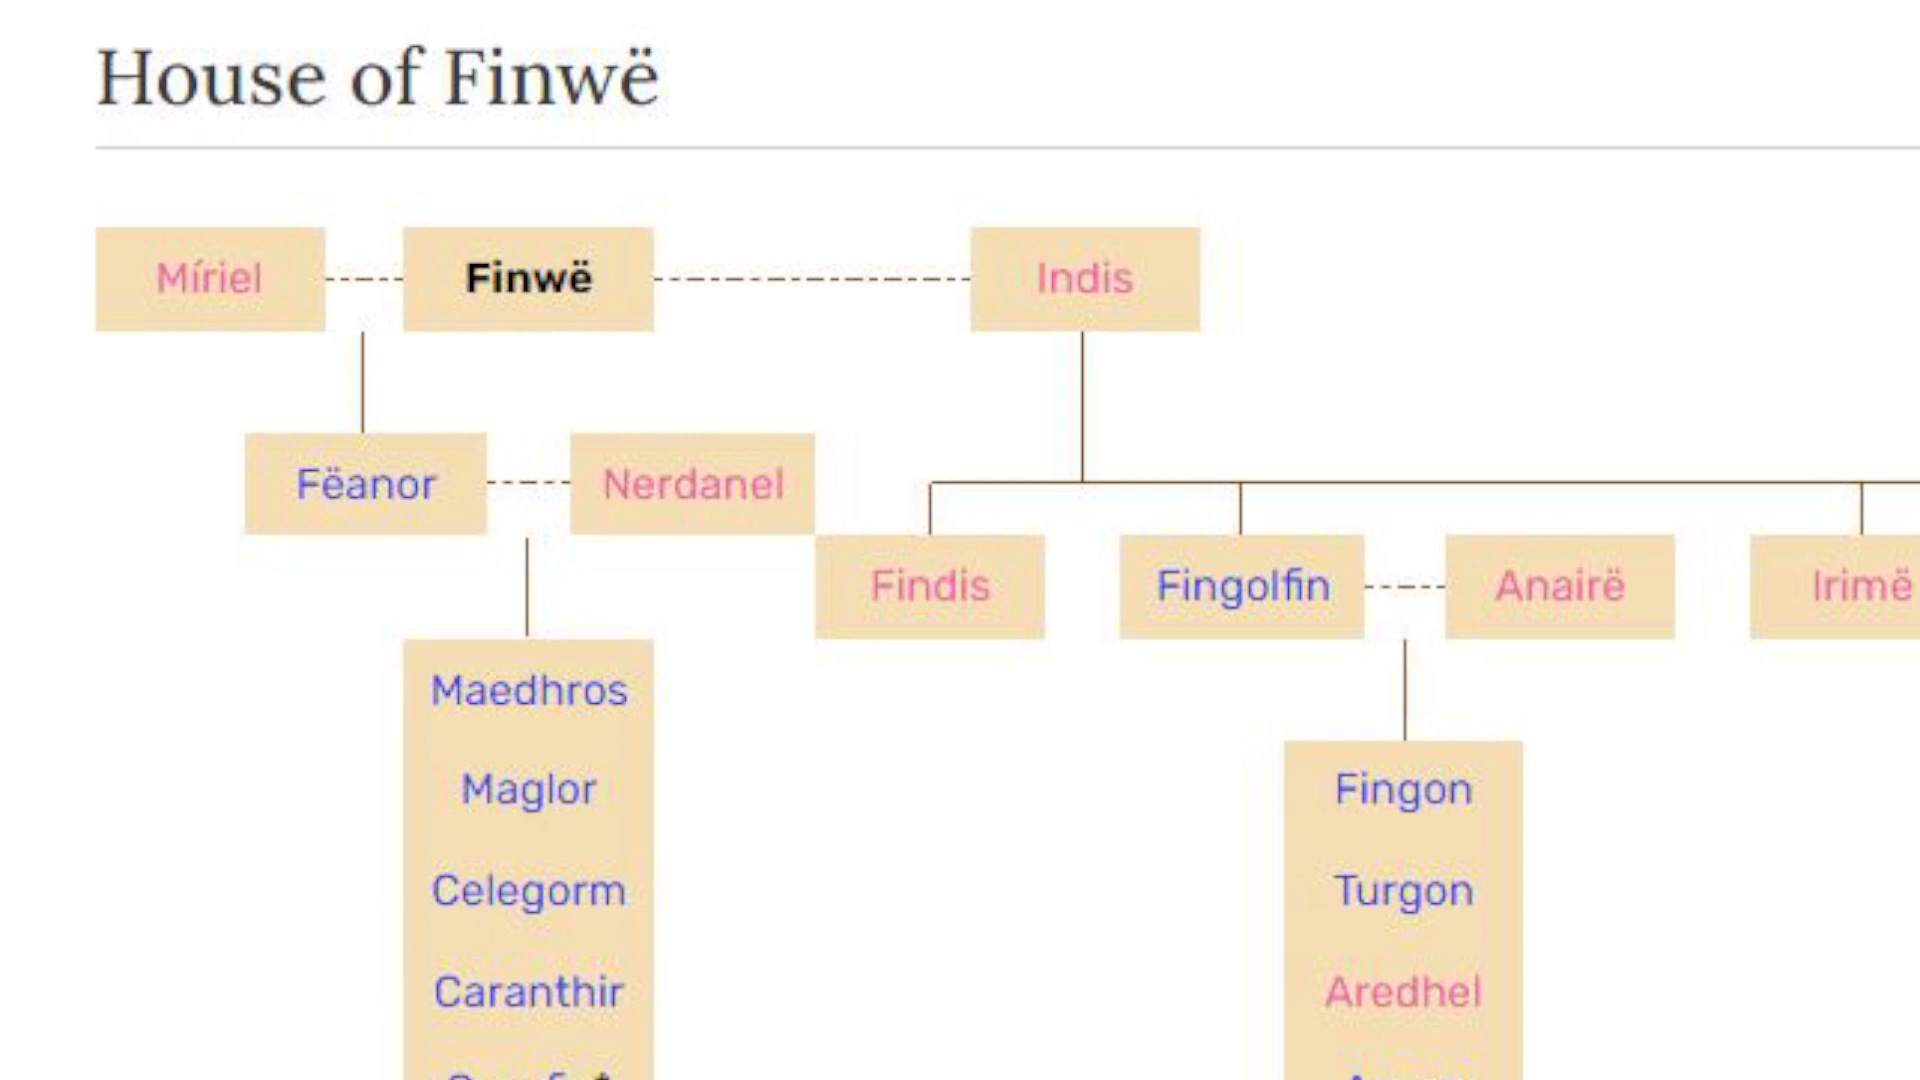 House of Finwë
Míriel
Finwë
Indis
Fëanor
Nerdanel
Findis
Fingolfin
Anairë
Irimë
Maedhros
Maglor
Celegorm
Caranthir
Fingon
Turgon
Aredhel